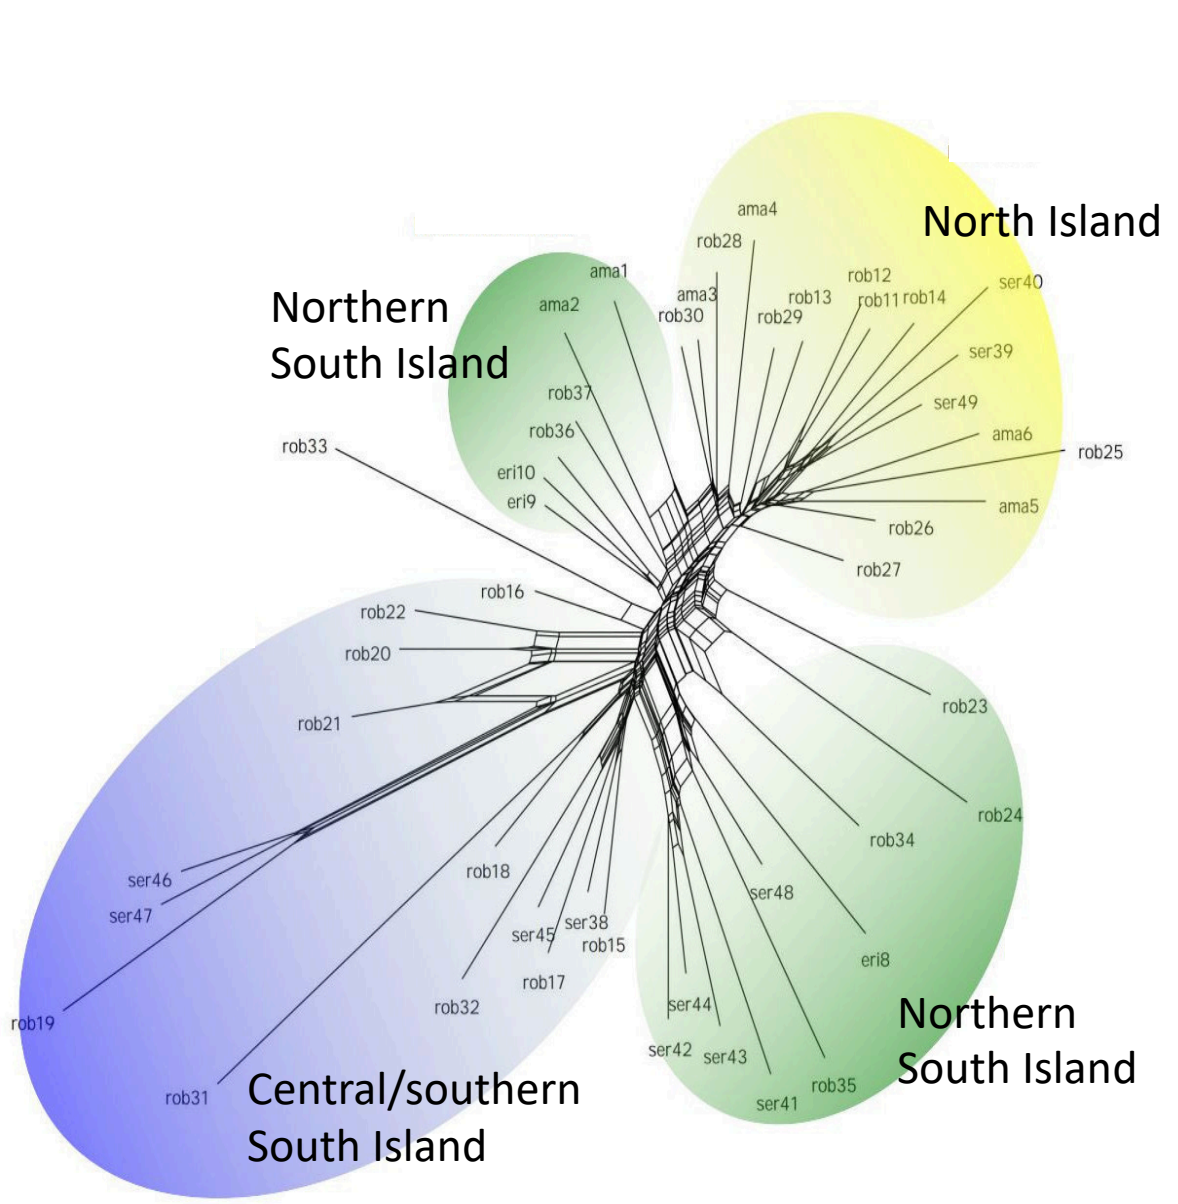 ama4
North Island
rob28
ama1
rob12
ser40
ama3
rob13
rob11
rob14
ama2
rob30
rob29
Northern
South Island
ser39
rob37
ser49
rob36
ama6
rob33
rob25
eri10
eri9
ama5
rob26
rob27
rob16
rob22
rob20
rob21
rob23
rob24
rob34
rob18
ser46
ser48
ser47
ser38
ser45
rob15
eri8
rob17
ser44
rob32
rob19
Northern
South Island
ser42
ser43
rob35
rob31
ser41
Central/southern
South Island